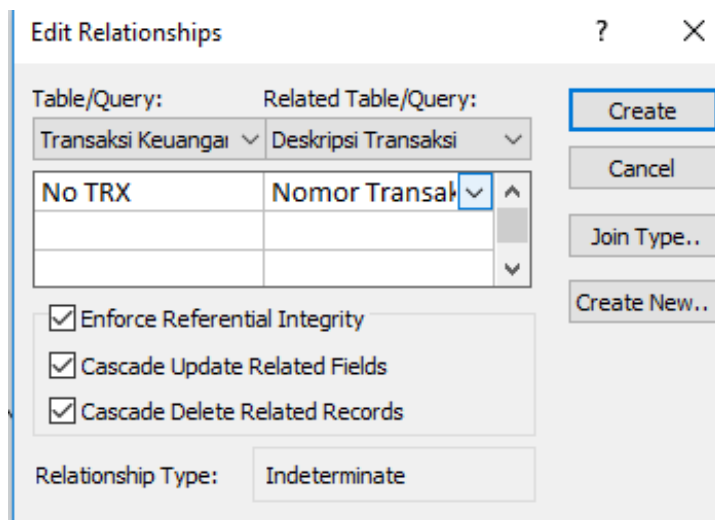 Edit Relationships ?
Table/Query: Related Table/Query:
Transaksi Keuangar Deskripsi Transaksi
Create
No TRX Nomor Transak
Cancel
Join Type..
Create New..
Enforce Referential Integrity
Cascade Update Related Fields
Cascade Delete Related Records
Relationship Type: Indeterminate